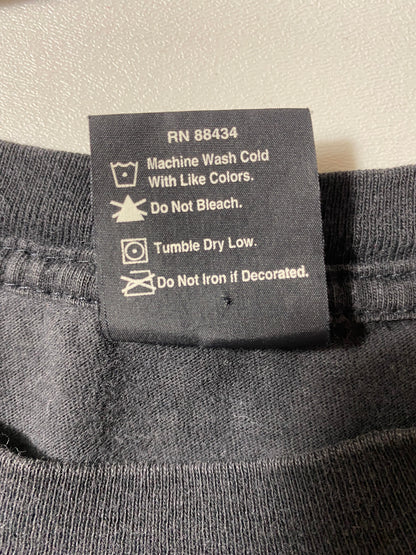 RN 88434
Machine Wash Cold
With Like Colors.
Do Not Bleach.
Tumble Dry Low.
Do Not Iron if Decorated.